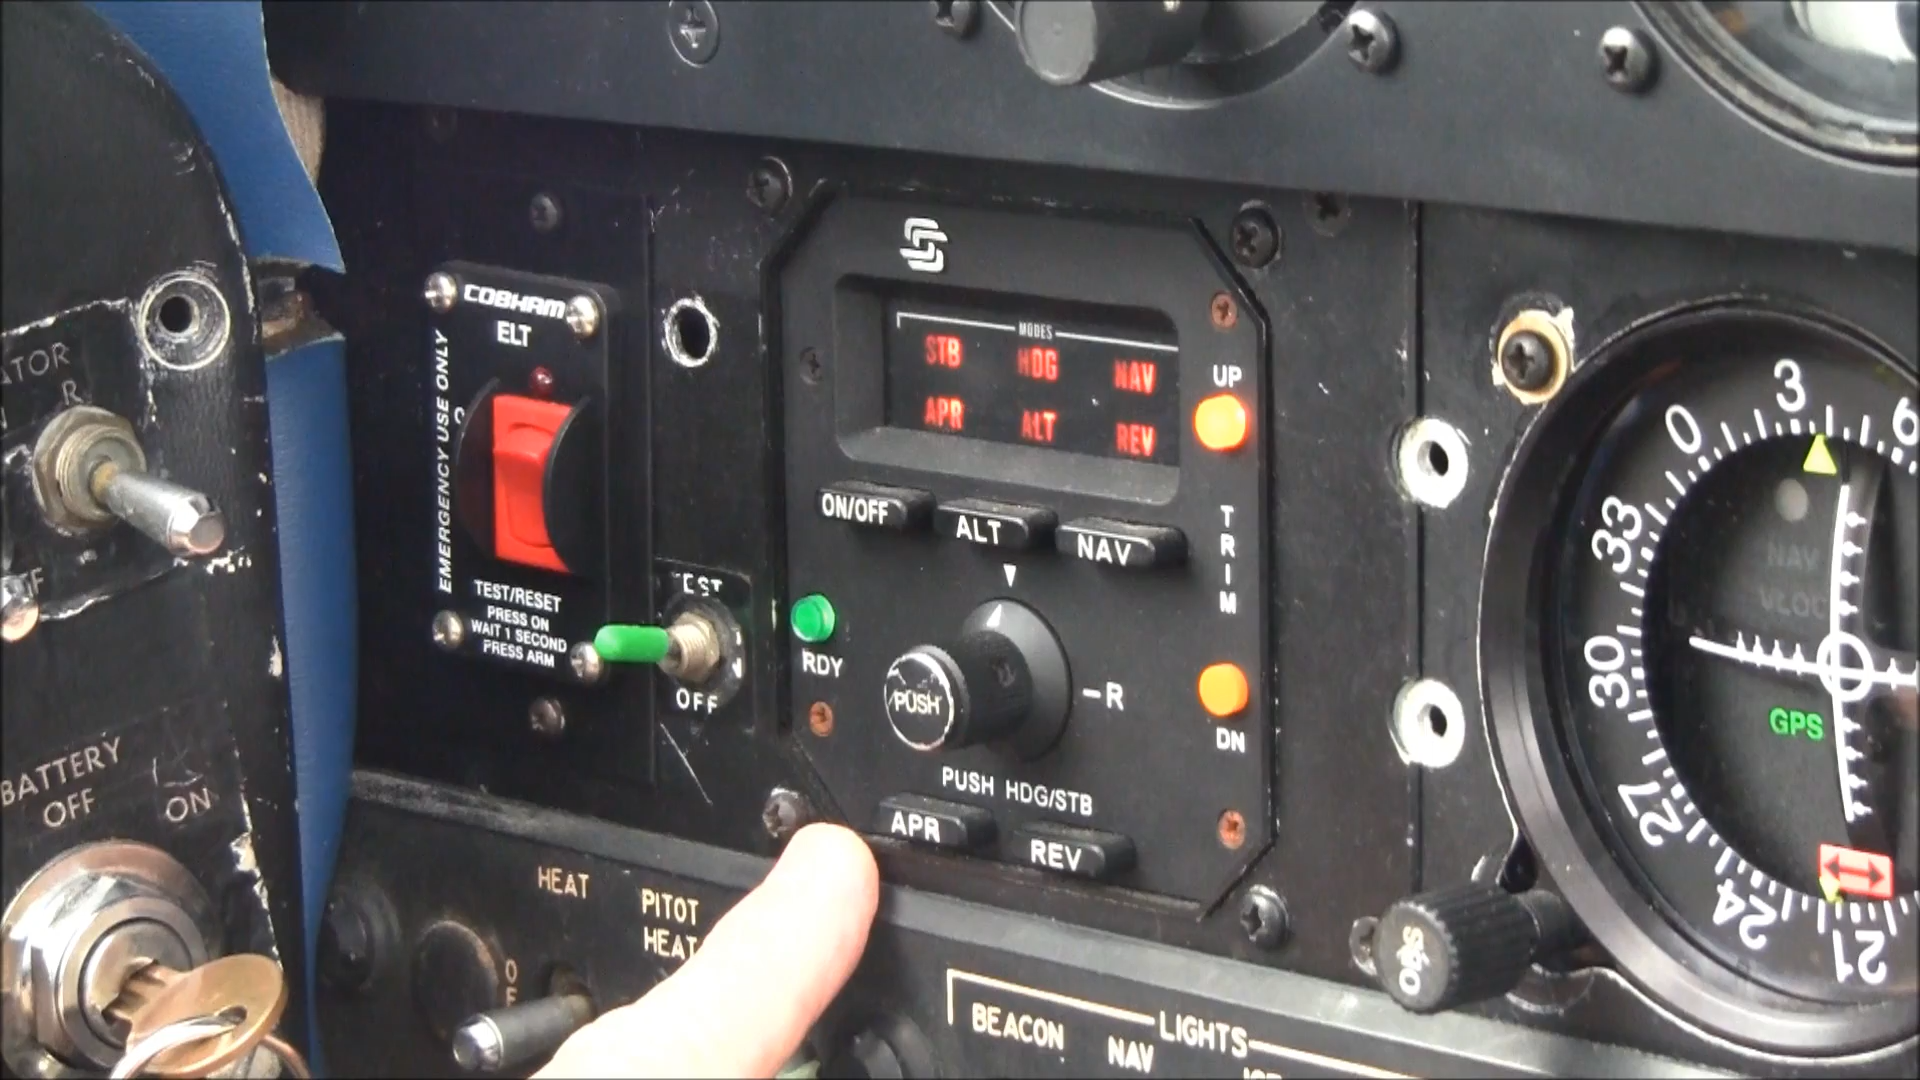 R
BATTERY
OFF
ON
COBHAM
ELT
EMERGENCY USE ONLY
TEST/RESET
PRESS ON
WAIT 1 SECOND
PRESS ARM
OFF
MODES
STB HDG NAV
APR ALT REV
UP
ON/OFF ALT NAV
TRIM
RDY
PUSH
R
DN
PUSH HDG/STB
APR REV
HEAT
PITOT
HEAT
LIGHTS
BEACON NAV
0 3 6
33
30
27
24
21
NAV
VLOC
GPS
OBS